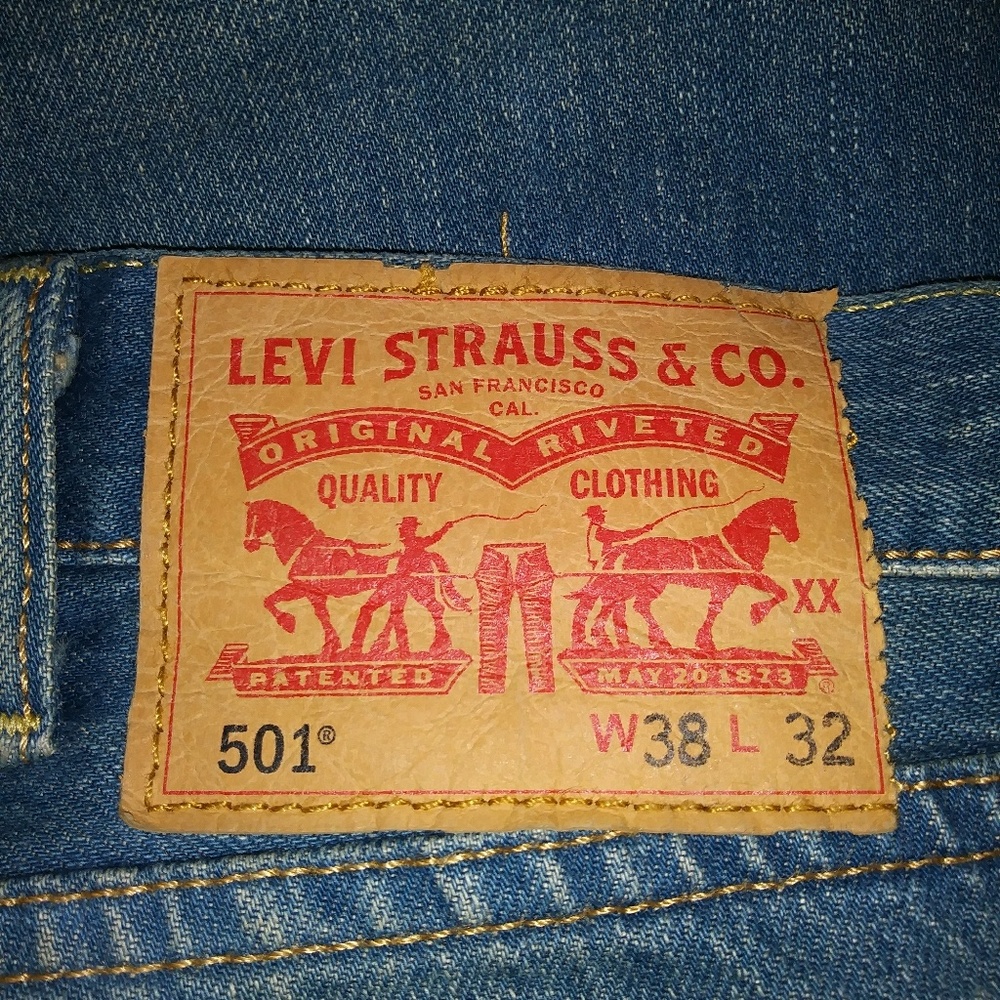 LEVI STRAUSS & CO.
SAN FRANCISCO
CAL.
ORIGINAL RIVETED
QUALITY CLOTHING
XX
PATENTED MAY 20 1873 ®
501® W38 L 32